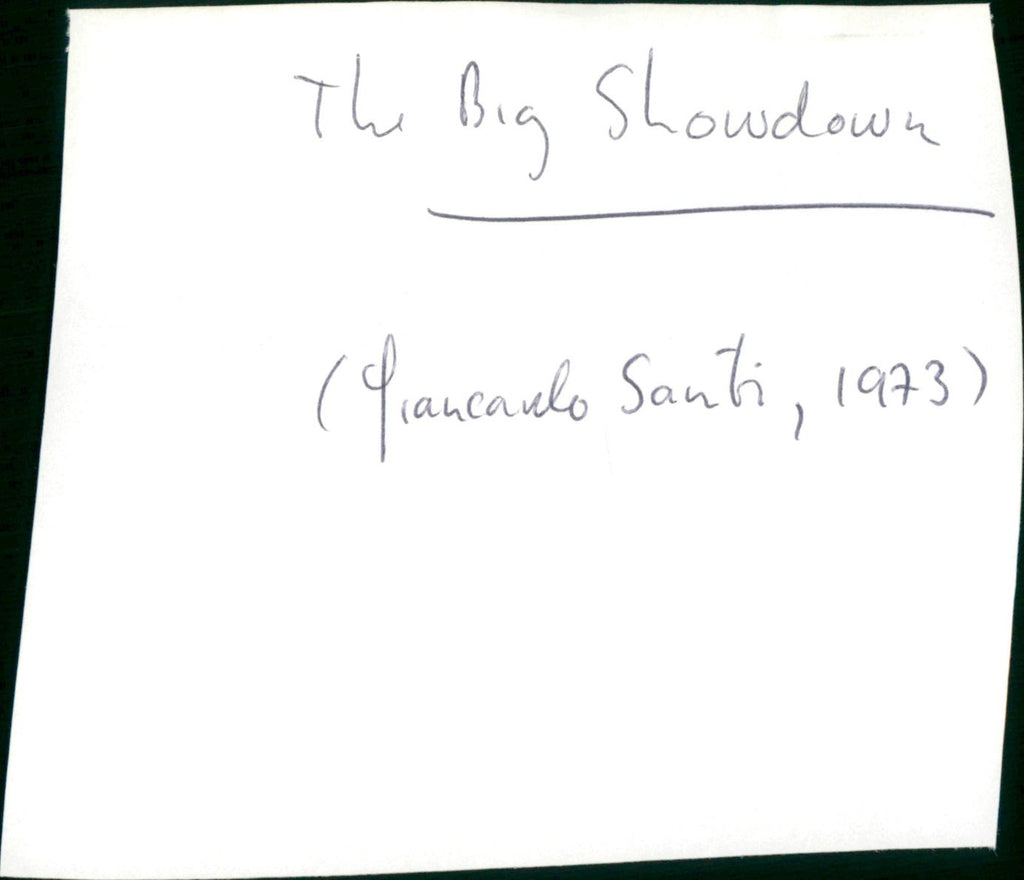 The Big Showdown
(Giancarlo Santi, 1973)